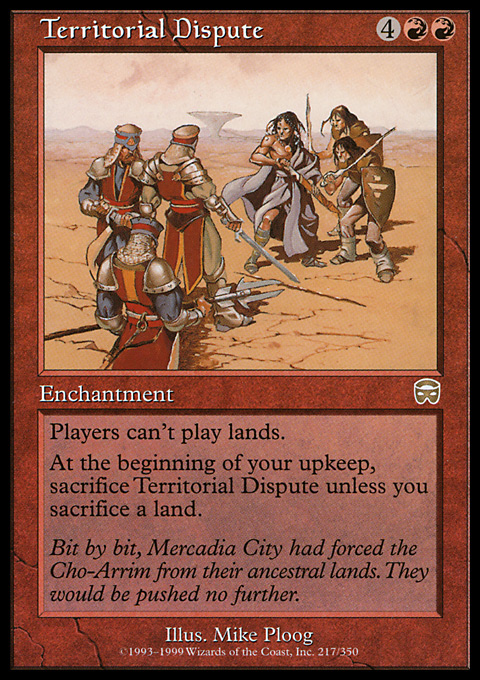 Territorial Dispute 4
Enchantment
Players can't play lands.
At the beginning of your upkeep,
sacrifice Territorial Dispute unless you
sacrifice a land.
Bit by bit, Mercadia City had forced the
Cho-Arrim from their ancestral lands. They
would be pushed no further.
Illus. Mike Ploog
©1993–1999 Wizards of the Coast, Inc. 217/350